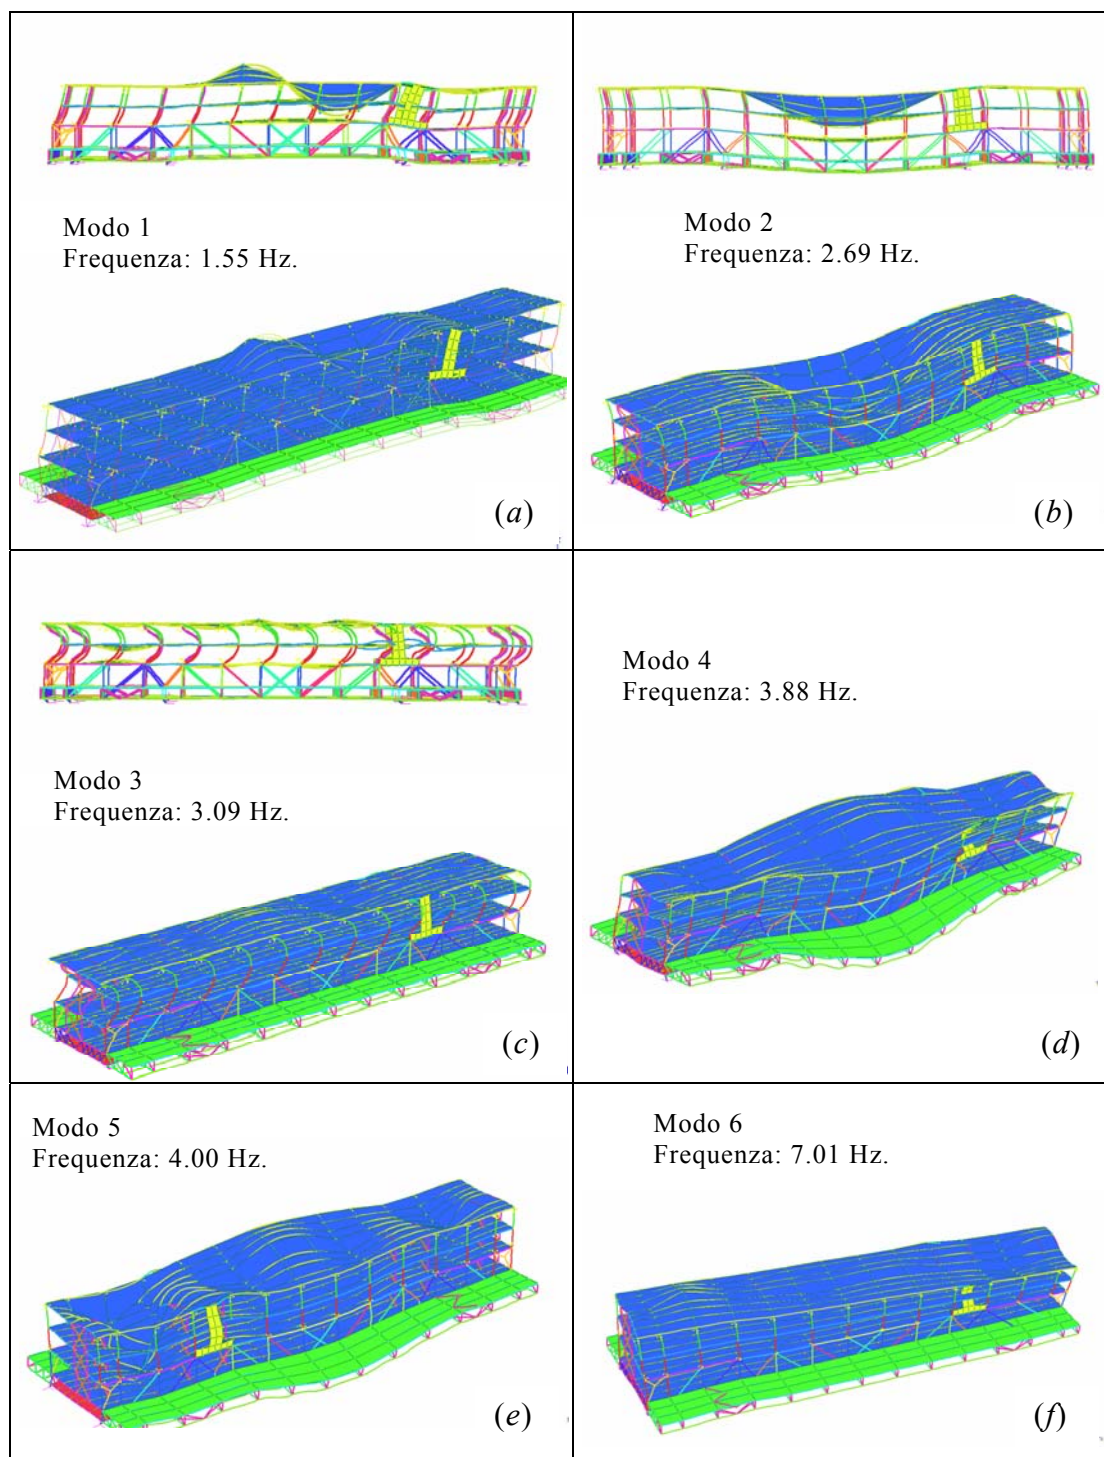 Modo 1
Frequenza: 1.55 Hz.
(a)
Modo 2
Frequenza: 2.69 Hz.
(b)
Modo 3
Frequenza: 3.09 Hz.
(c)
Modo 4
Frequenza: 3.88 Hz.
(d)
Modo 5
Frequenza: 4.00 Hz.
(e)
Modo 6
Frequenza: 7.01 Hz.
(f)